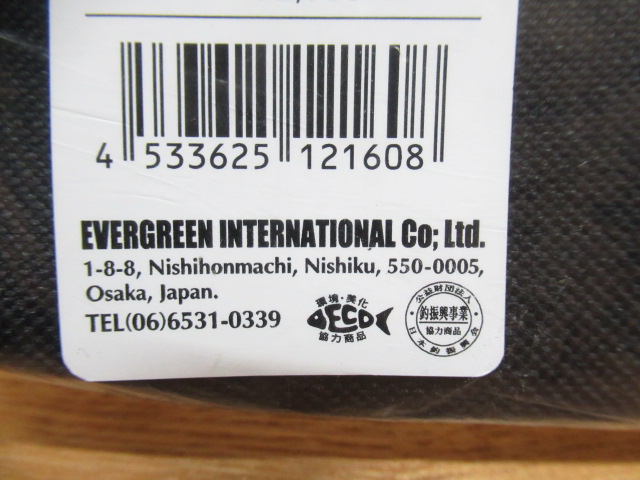 4 533625 121608
EVERGREEN INTERNATIONAL Co; Ltd.
1-8-8, Nishihonmachi, Nishiku, 550-0005,
Osaka, Japan.
TEL(06)6531-0339
環境・美化
ECO
協力商品
公益財団法人
釣振興事業
協力商品
日本釣振興会